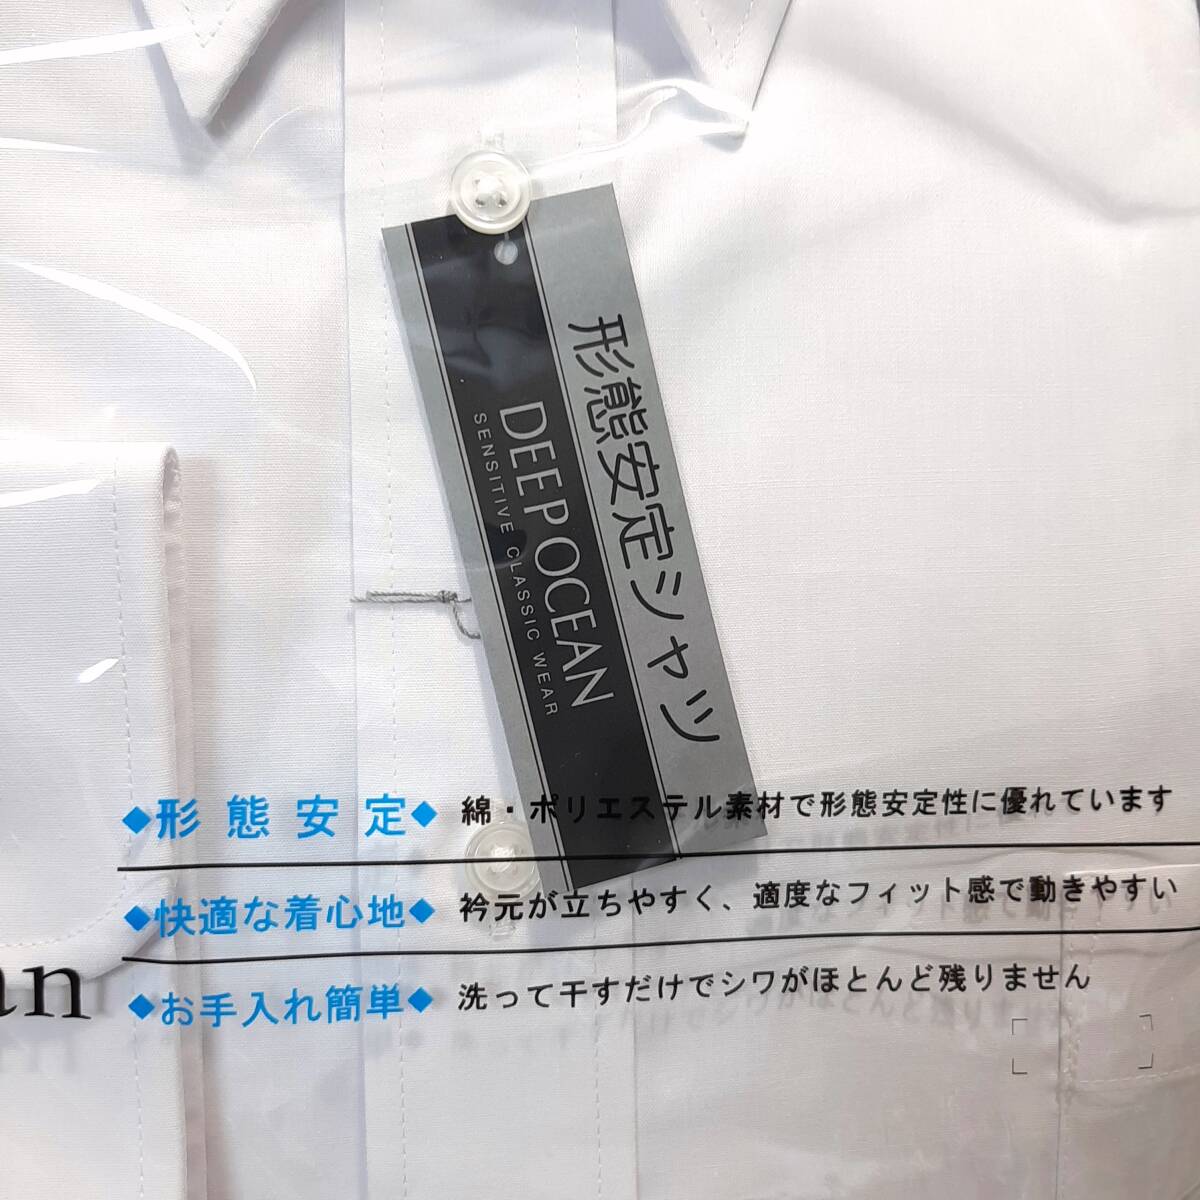 形態安定シャツ
DEEP OCEAN
SENSITIVE CLASSIC WEAR
◆形態安定◆ 綿・ポリエステル素材で形態安定性に優れています
◆快適な着心地◆ 衿元が立ちやすく、適度なフィット感で動きやすい
an
◆お手入れ簡単◆ 洗って干すだけでシワがほとんど残りません